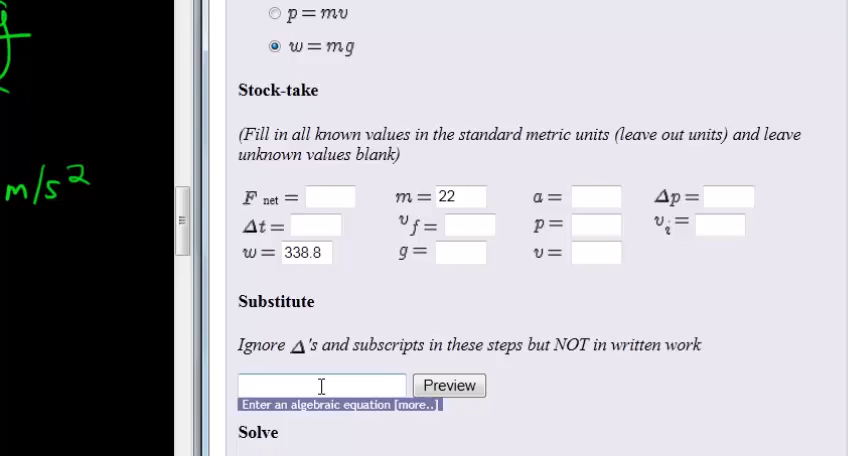 p = mv
w = mg
Stock-take
(Fill in all known values in the standard metric units (leave out units) and leave
unknown values blank)
F net = m = 22 a = Δp =
Δt = v f = p = v i =
w = 338.8 g = v =
Substitute
Ignore Δ's and subscripts in these steps but NOT in written work
Preview
Enter an algebraic equation [more..]
Solve
m/s²